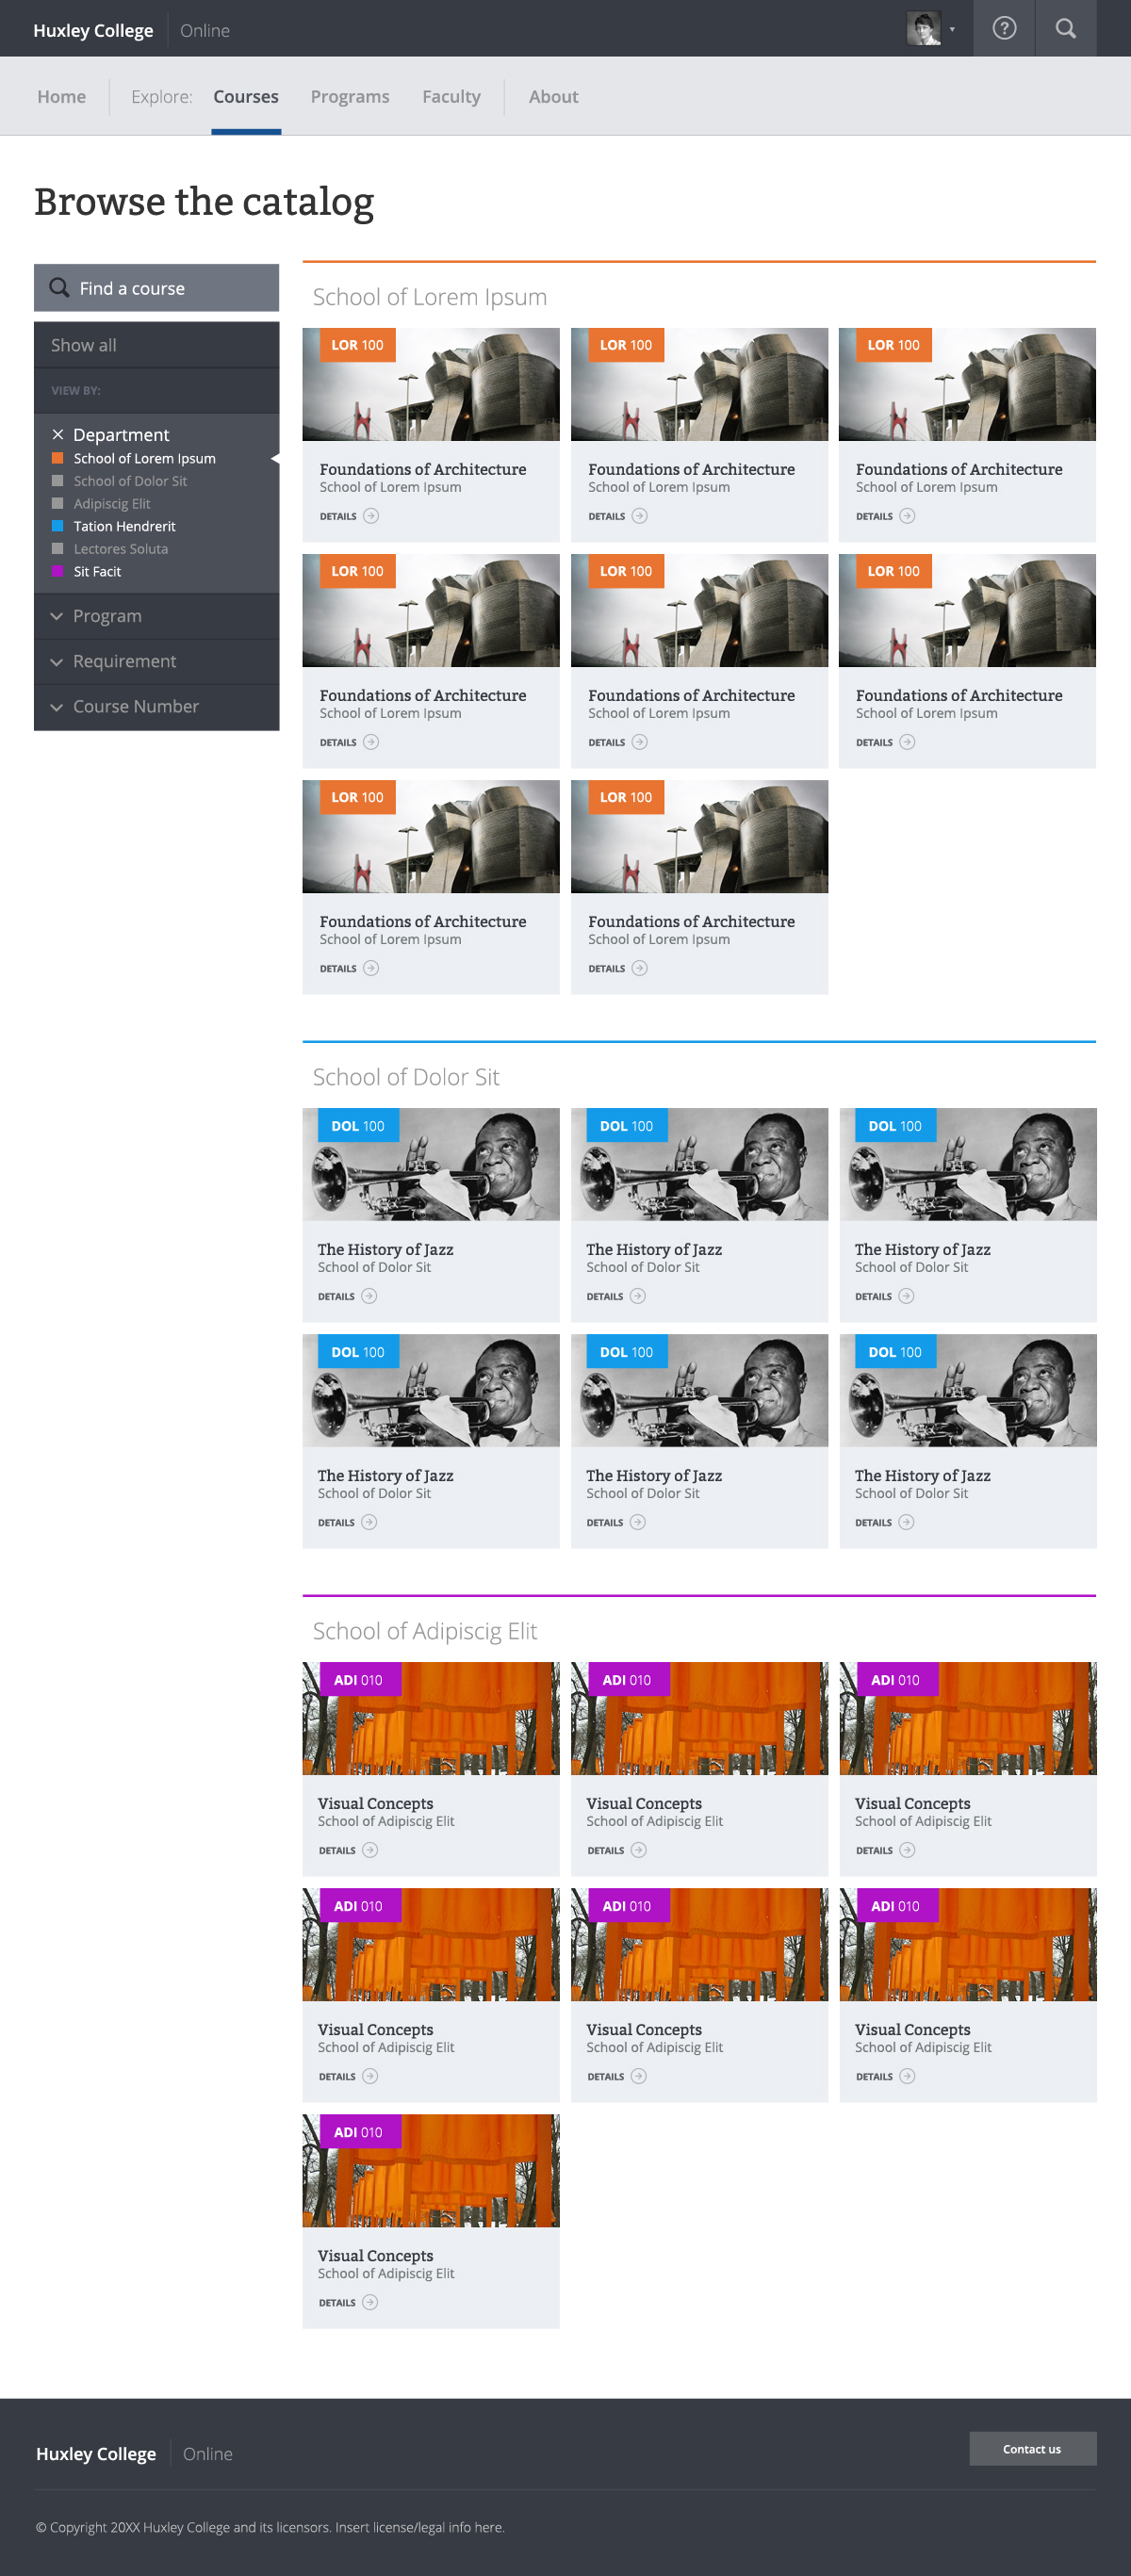 Huxley College Online
Home Explore: Courses Programs Faculty About
Browse the catalog
Find a course
Show all
VIEW BY:
Department
School of Lorem Ipsum
School of Dolor Sit
Adipiscig Elit
Tation Hendrerit
Lectores Soluta
Sit Facit
Program
Requirement
Course Number
School of Lorem Ipsum
LOR 100 LOR 100 LOR 100
Foundations of Architecture Foundations of Architecture Foundations of Architecture
School of Lorem Ipsum School of Lorem Ipsum School of Lorem Ipsum
DETAILS DETAILS DETAILS
LOR 100 LOR 100 LOR 100
Foundations of Architecture Foundations of Architecture Foundations of Architecture
School of Lorem Ipsum School of Lorem Ipsum School of Lorem Ipsum
DETAILS DETAILS DETAILS
LOR 100 LOR 100
Foundations of Architecture Foundations of Architecture
School of Lorem Ipsum School of Lorem Ipsum
DETAILS DETAILS
School of Dolor Sit
DOL 100 DOL 100 DOL 100
The History of Jazz The History of Jazz The History of Jazz
School of Dolor Sit School of Dolor Sit School of Dolor Sit
DETAILS DETAILS DETAILS
DOL 100 DOL 100 DOL 100
The History of Jazz The History of Jazz The History of Jazz
School of Dolor Sit School of Dolor Sit School of Dolor Sit
DETAILS DETAILS DETAILS
School of Adipiscig Elit
ADI 010 ADI 010 ADI 010
Visual Concepts Visual Concepts Visual Concepts
School of Adipiscig Elit School of Adipiscig Elit School of Adipiscig Elit
DETAILS DETAILS DETAILS
ADI 010 ADI 010 ADI 010
Visual Concepts Visual Concepts Visual Concepts
School of Adipiscig Elit School of Adipiscig Elit School of Adipiscig Elit
DETAILS DETAILS DETAILS
ADI 010
Visual Concepts
School of Adipiscig Elit
DETAILS
Huxley College Online
Contact us
© Copyright 20XX Huxley College and its licensors. Insert license/legal info here.